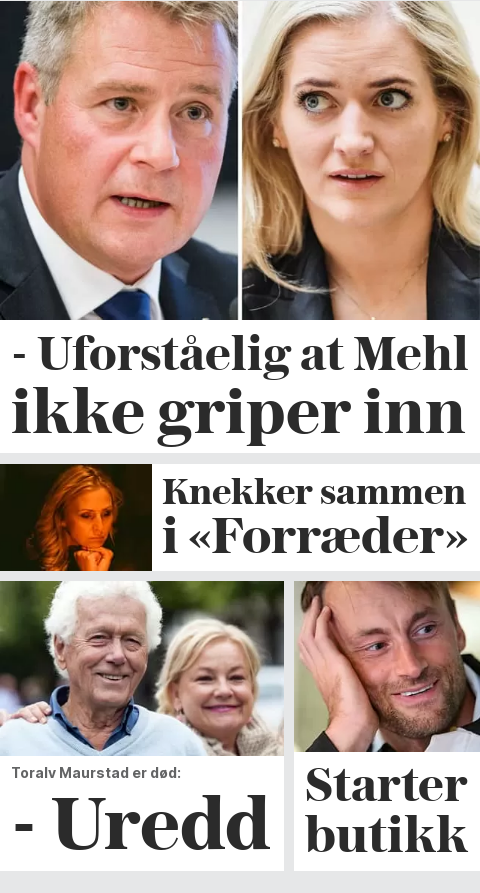 - Uforståelig at Mehl
ikke griper inn
Knekker sammen
i «Forræder»
Toralv Maurstad er død:
- Uredd
Starter
butikk